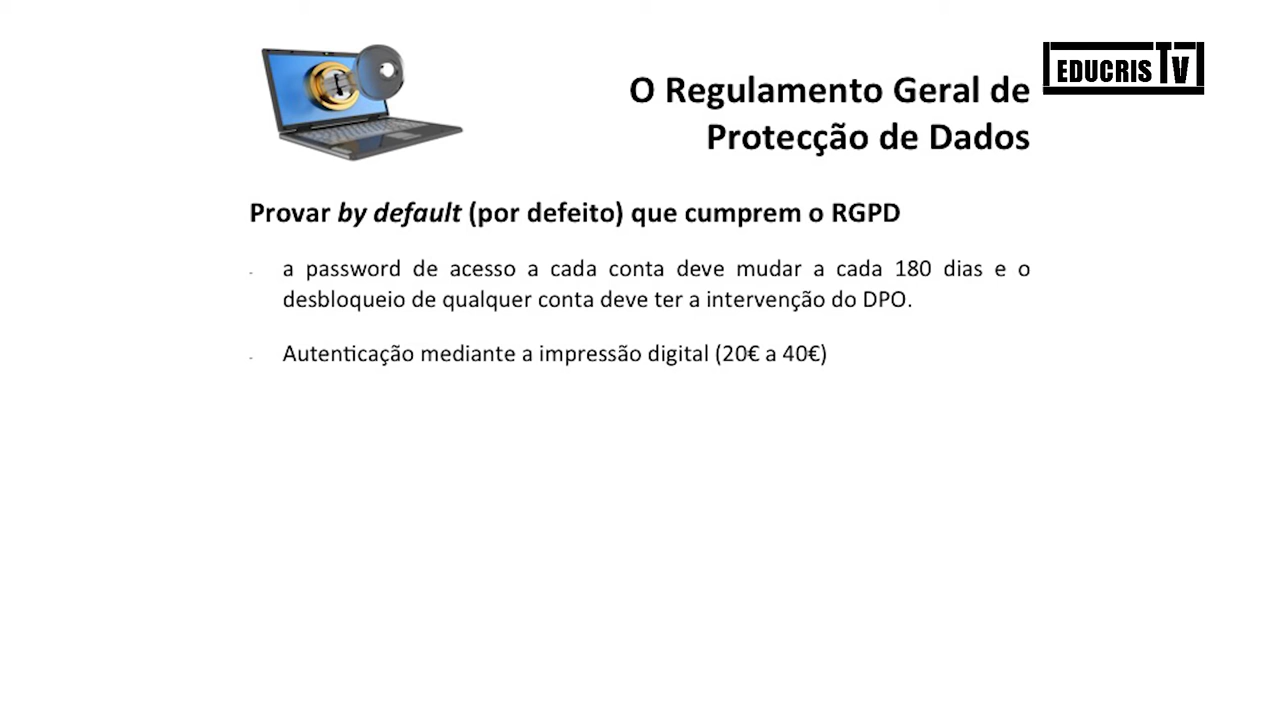 EDUCRIS TV
O Regulamento Geral de
Protecção de Dados
Provar by default (por defeito) que cumprem o RGPD
- a password de acesso a cada conta deve mudar a cada 180 dias e o
desbloqueio de qualquer conta deve ter a intervenção do DPO.
- Autenticação mediante a impressão digital (20€ a 40€)